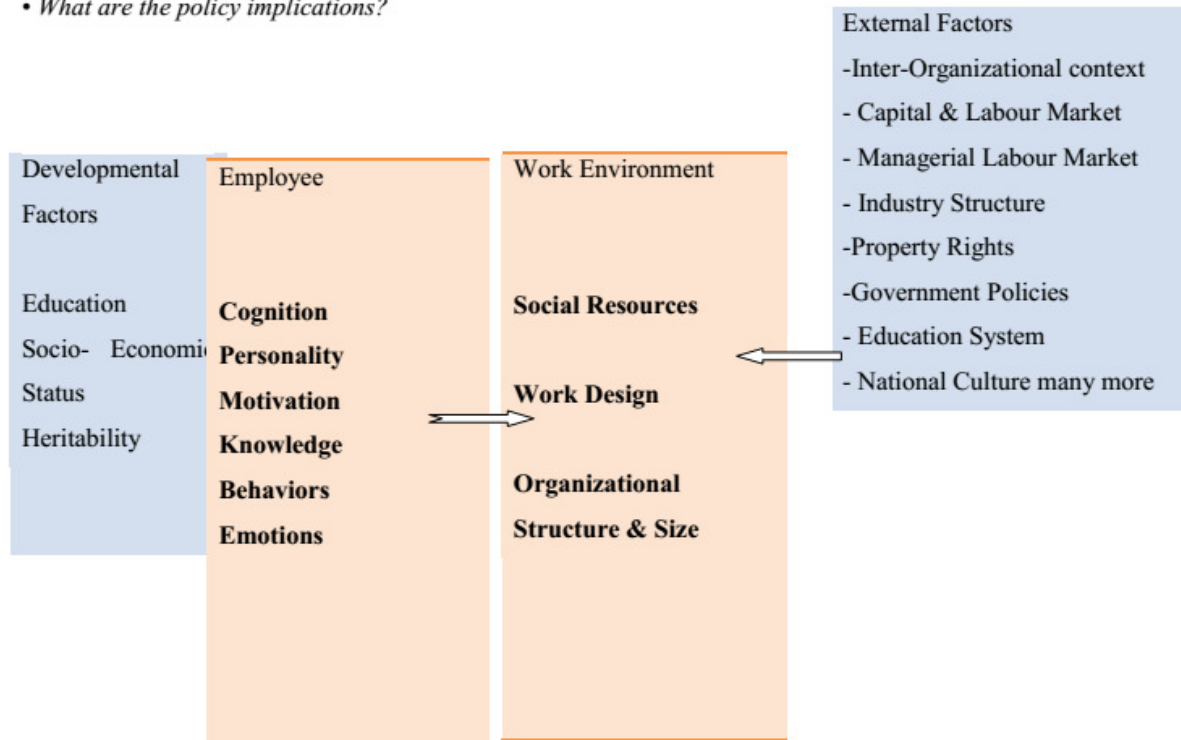 • What are the policy implications?
Developmental
Factors
Education
Socio- Economi
Status
Heritability
Employee
Cognition
Personality
Motivation
Knowledge
Behaviors
Emotions
Work Environment
Social Resources
Work Design
Organizational
Structure & Size
External Factors
-Inter-Organizational context
- Capital & Labour Market
- Managerial Labour Market
- Industry Structure
-Property Rights
-Government Policies
- Education System
- National Culture many more